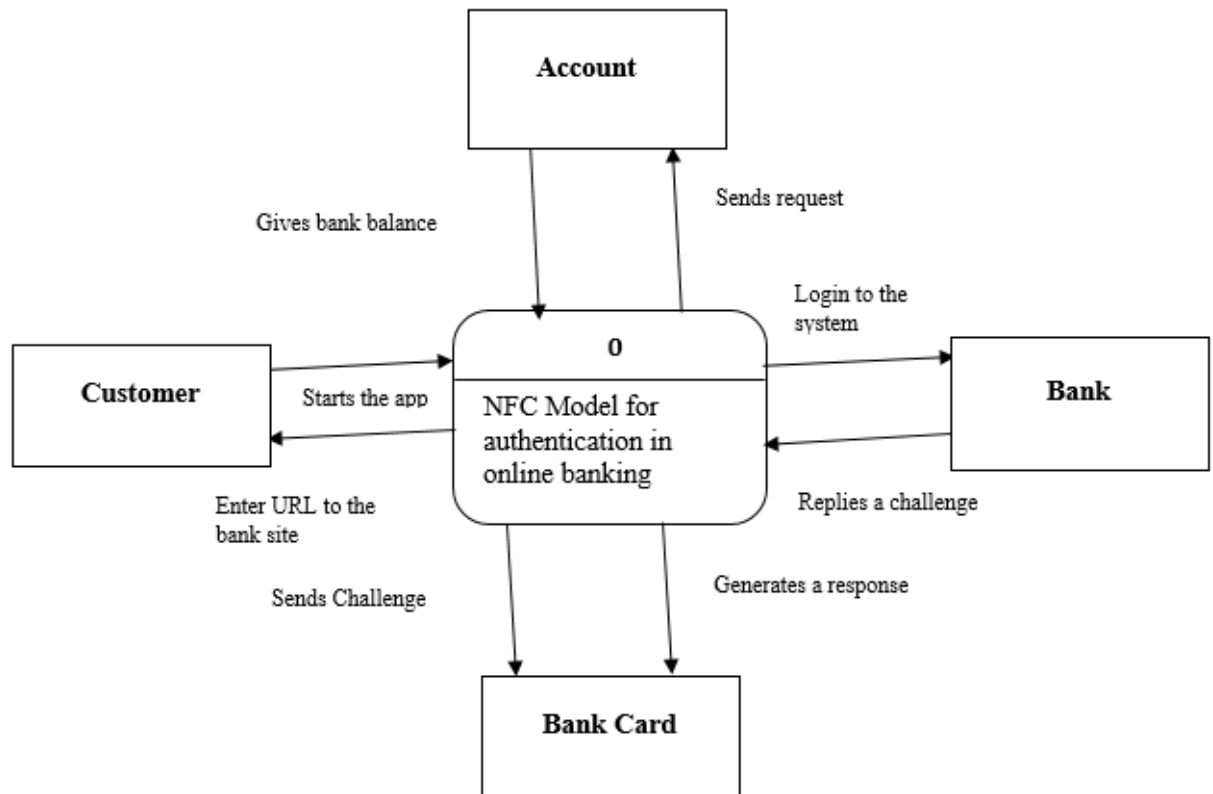 Account
Gives bank balance
Sends request
Login to the
system
0
Customer
Starts the app
NFC Model for
authentication in
online banking
Bank
Enter URL to the
bank site
Replies a challenge
Sends Challenge
Generates a response
Bank Card